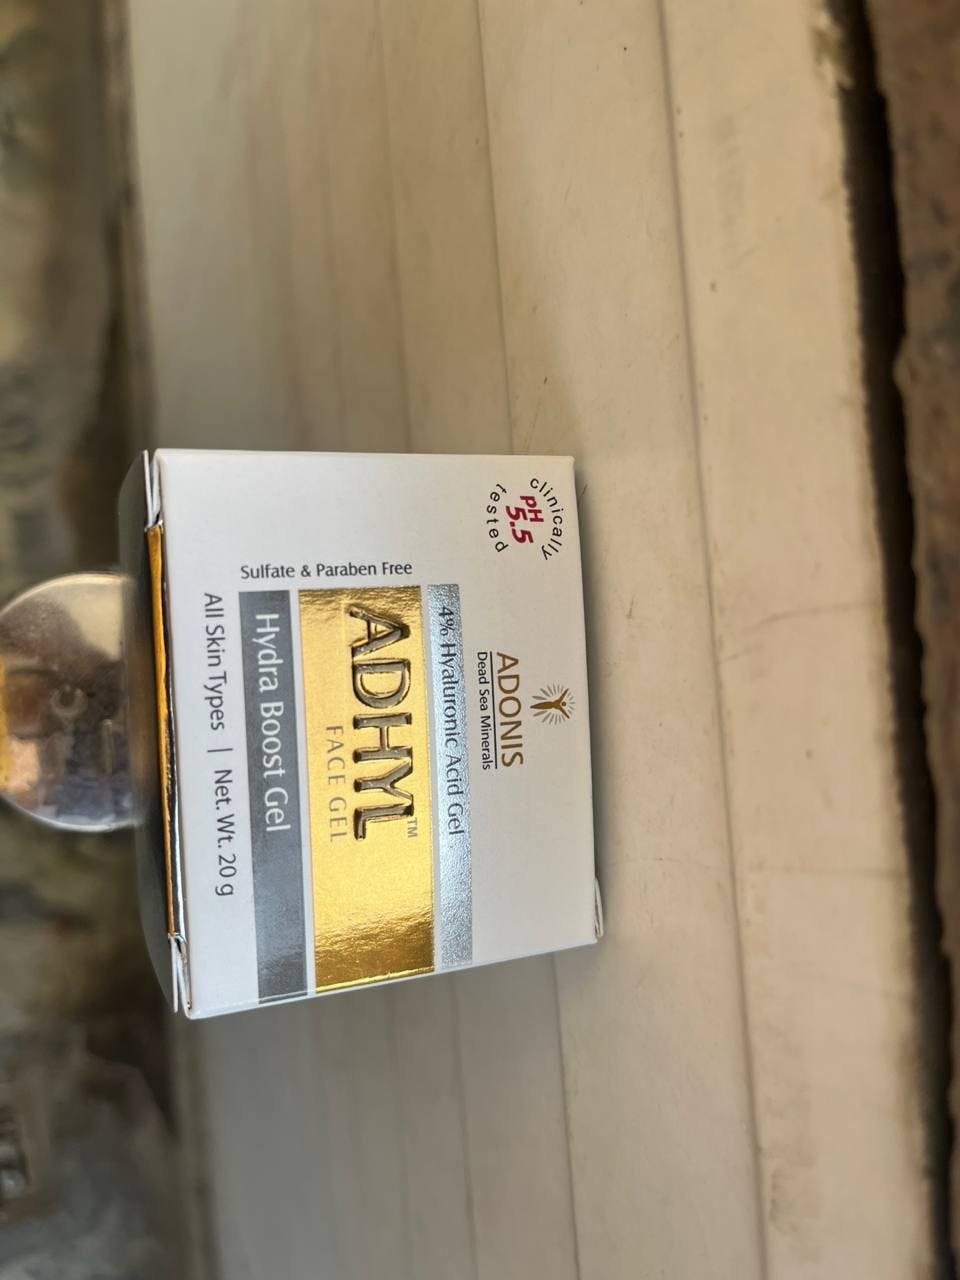 clinically
pH
5.5
tested
ADONIS
Dead Sea Minerals
4% Hyaluronic Acid Gel
ADHYL™
FACE GEL
Hydra Boost Gel
Sulfate & Paraben Free
All Skin Types | Net. Wt. 20 g